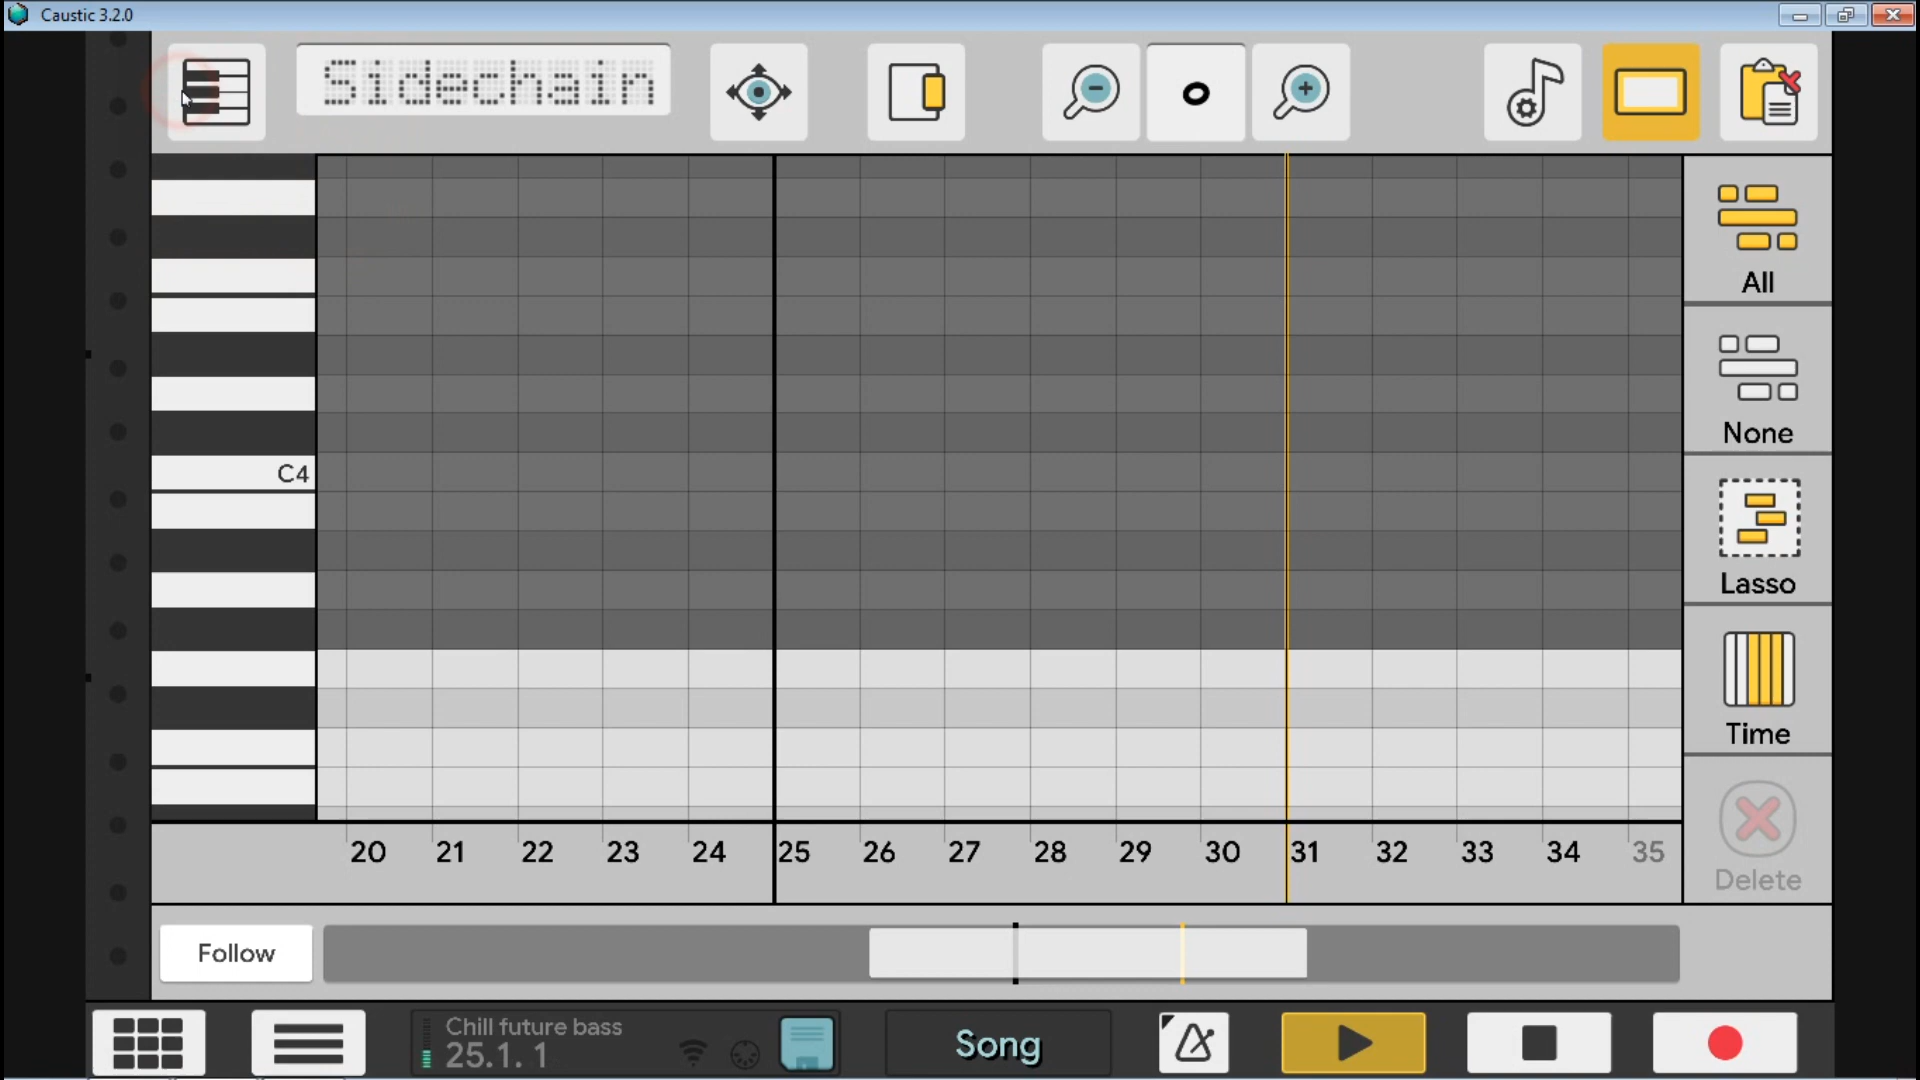 Caustic 3.2.0
Sidechain
All
None
C4
Lasso
Time
20 21 22 23 24 25 26 27 28 29 30 31 32 33 34 35
Delete
Follow
Chill future bass
25.1. 1
Song